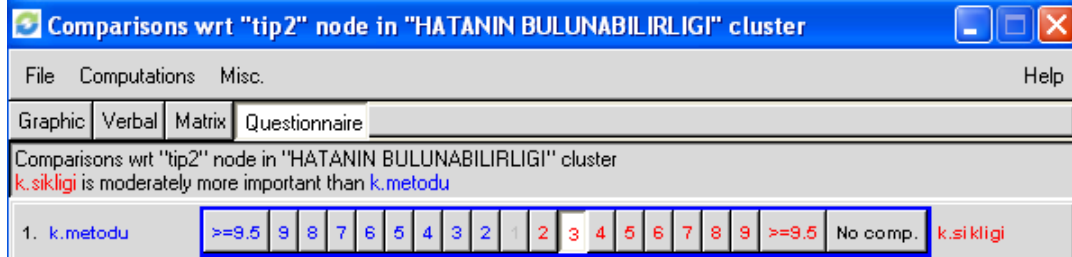 Comparisons wrt "tip2" node in "HATANIN BULUNABILIRLIGI" cluster
File Computations Misc. Help
Graphic Verbal Matrix Questionnaire
Comparisons wrt "tip2" node in "HATANIN BULUNABILIRLIGI" cluster
k.sikligi is moderately more important than k.metodu
1. k.metodu >=9.5 9 8 7 6 5 4 3 2 1 2 3 4 5 6 7 8 9 >=9.5 No comp. k.sikligi